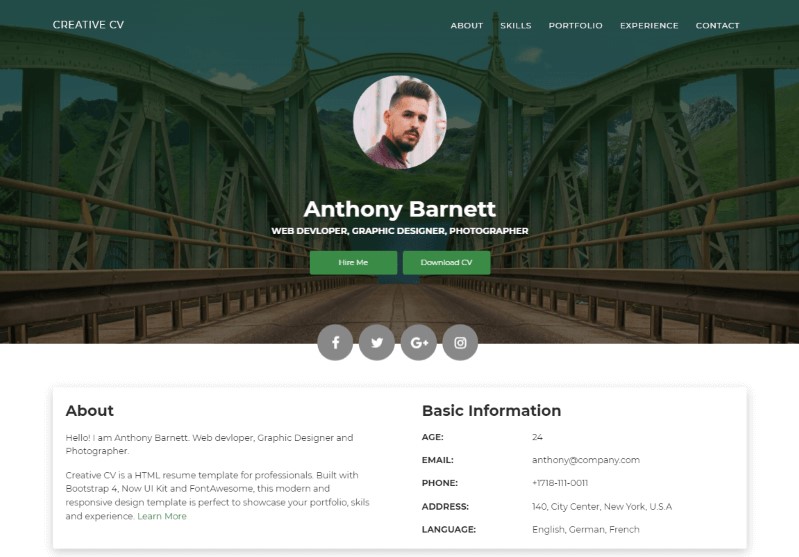 CREATIVE CV
ABOUT SKILLS PORTFOLIO EXPERIENCE CONTACT
Anthony Barnett
WEB DEVLOPER, GRAPHIC DESIGNER, PHOTOGRAPHER
Hire Me
Download CV
About
Hello! I am Anthony Barnett. Web devloper, Graphic Designer and
Photographer.
Creative CV is a HTML resume template for professionals. Built with
Bootstrap 4, Now UI Kit and FontAwesome, this modern and
responsive design template is perfect to showcase your portfolio, skils
and experience. Learn More
Basic Information
AGE: 24
EMAIL: anthony@company.com
PHONE: +1718-111-0011
ADDRESS: 140, City Center, New York, U.S.A
LANGUAGE: English, German, French